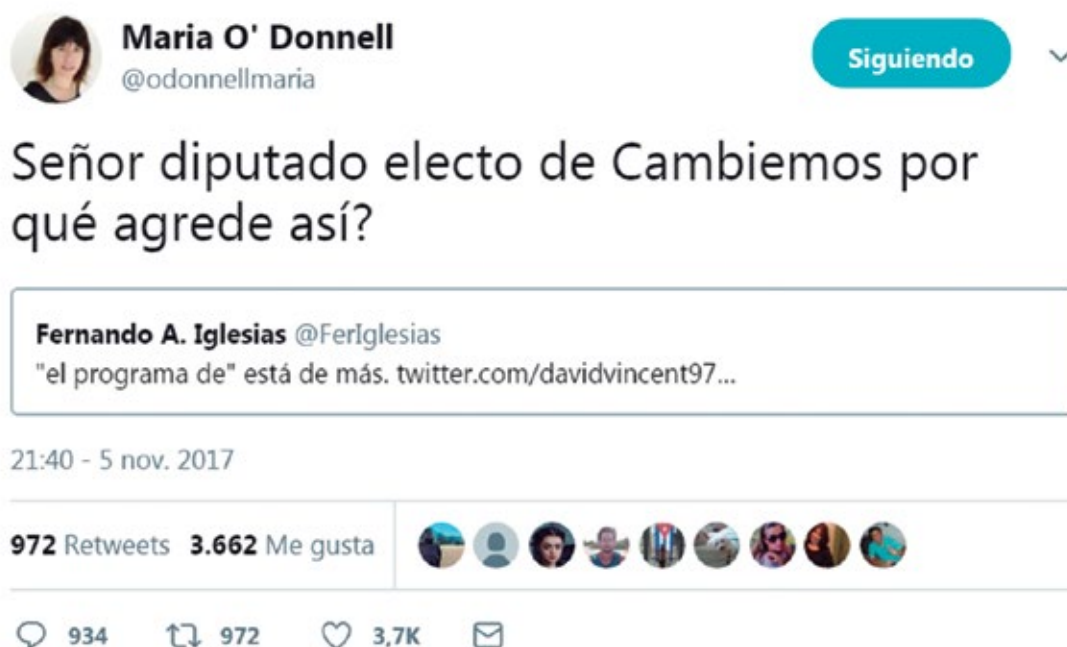 Maria O' Donnell
@odonnellmaria
Siguiendo
Señor diputado electo de Cambiemos por
qué agrede así?
Fernando A. Iglesias @FerIglesias
"el programa de" está de más. twitter.com/davidvincent97...
21:40 - 5 nov. 2017
972 Retweets 3.662 Me gusta
934 972 3,7K